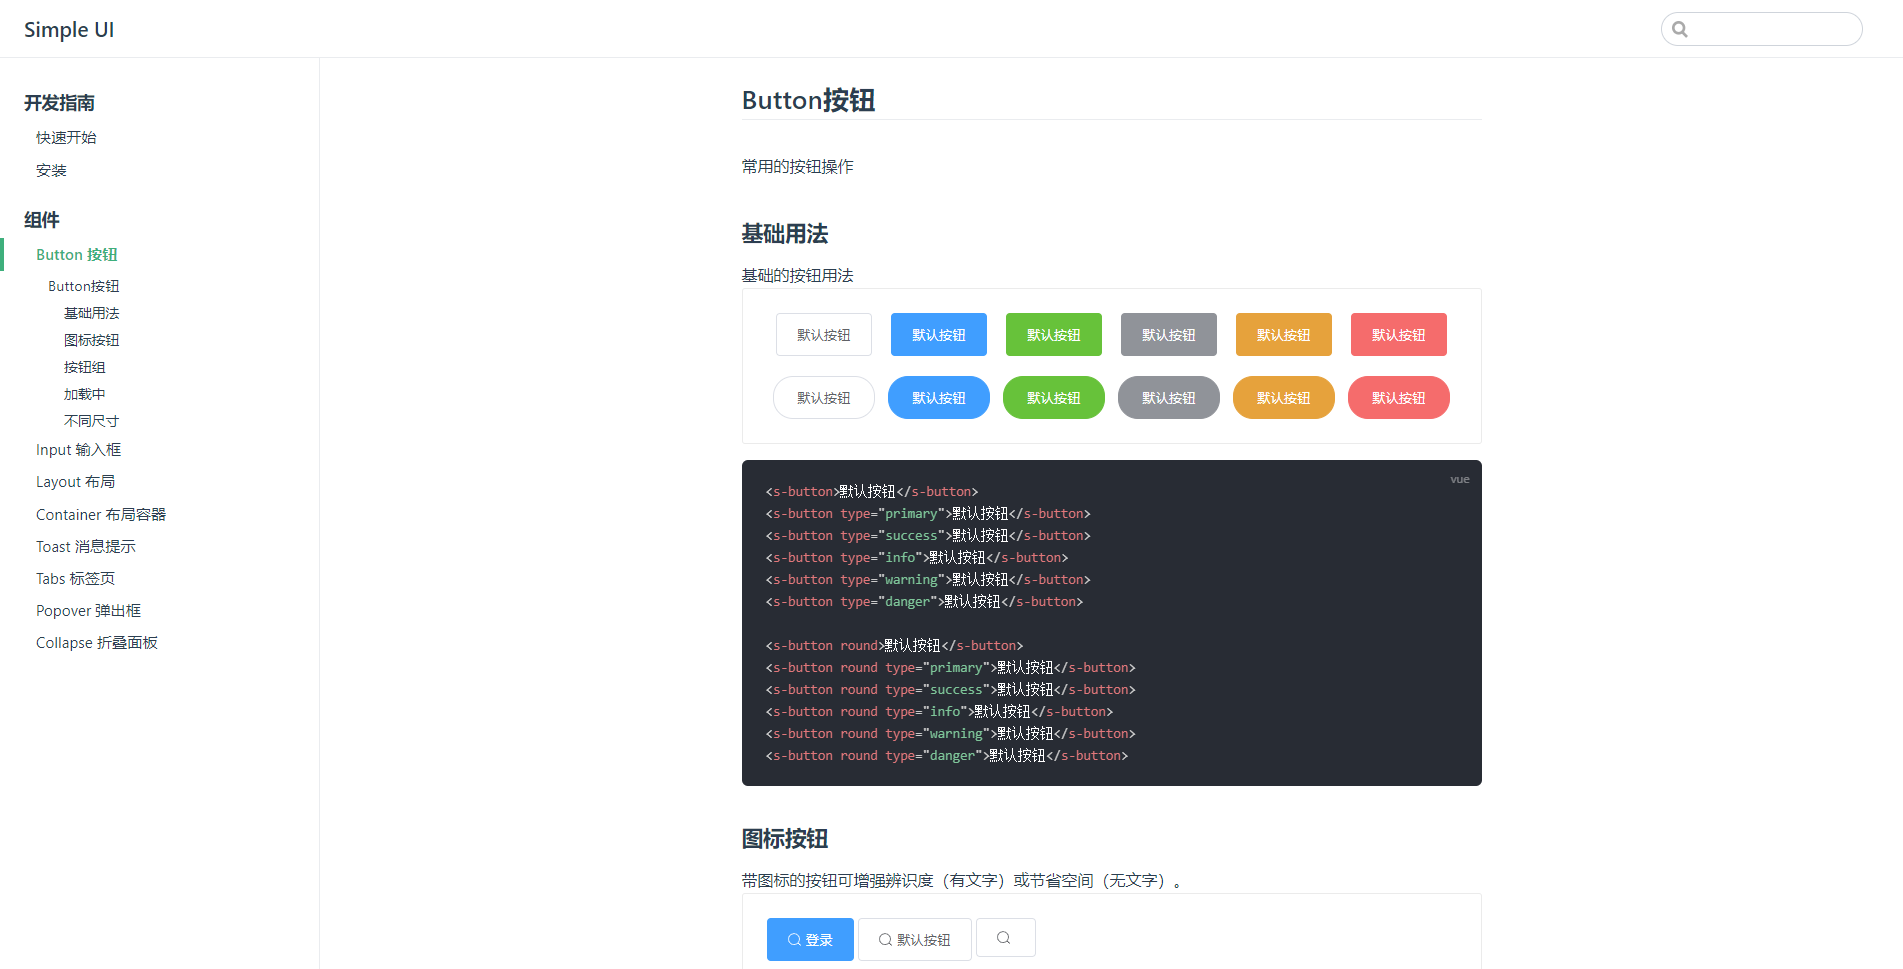 Simple UI
开发指南
快速开始
安装
组件
Button 按钮
Button按钮
基础用法
图标按钮
按钮组
加载中
不同尺寸
Input 输入框
Layout 布局
Container 布局容器
Toast 消息提示
Tabs 标签页
Popover 弹出框
Collapse 折叠面板
Button按钮
常用的按钮操作
基础用法
基础的按钮用法
默认按钮 默认按钮 默认按钮 默认按钮 默认按钮 默认按钮
默认按钮 默认按钮 默认按钮 默认按钮 默认按钮 默认按钮
vue
<s-button>默认按钮</s-button>
<s-button type="primary">默认按钮</s-button>
<s-button type="success">默认按钮</s-button>
<s-button type="info">默认按钮</s-button>
<s-button type="warning">默认按钮</s-button>
<s-button type="danger">默认按钮</s-button>
<s-button round>默认按钮</s-button>
<s-button round type="primary">默认按钮</s-button>
<s-button round type="success">默认按钮</s-button>
<s-button round type="info">默认按钮</s-button>
<s-button round type="warning">默认按钮</s-button>
<s-button round type="danger">默认按钮</s-button>
图标按钮
带图标的按钮可增强辨识度（有文字）或节省空间（无文字）。
登录 默认按钮